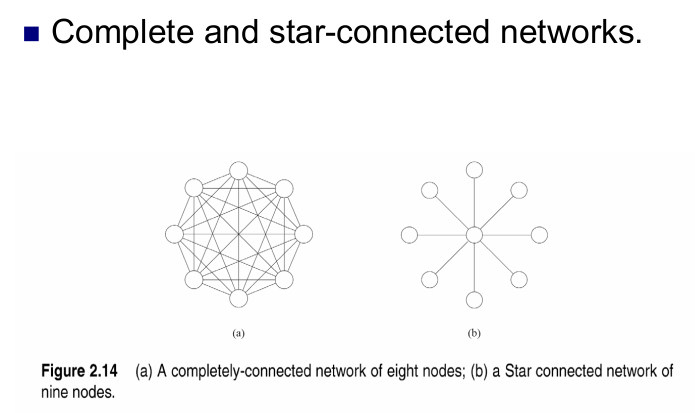 ■ Complete and star-connected networks.
(a)
(b)
Figure 2.14 (a) A completely-connected network of eight nodes; (b) a Star connected network of
nine nodes.